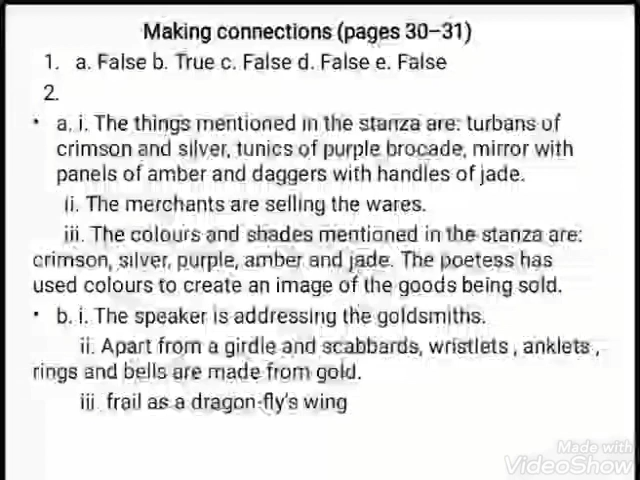 Making connections (pages 30–31)
1. a. False b. True c. False d. False e. False
2.
• a. i. The things mentioned in the stanza are: turbans of
crimson and silver, tunics of purple brocade, mirror with
panels of amber and daggers with handles of jade.
ii. The merchants are selling the wares.
iii. The colours and shades mentioned in the stanza are:
crimson, silver, purple, amber and jade. The poetess has
used colours to create an image of the goods being sold.
• b. i. The speaker is addressing the goldsmiths.
ii. Apart from a girdle and scabbards, wristlets , anklets ,
rings and bells are made from gold.
iii frail as a dragon-fly's wing
Made with
VideoShow